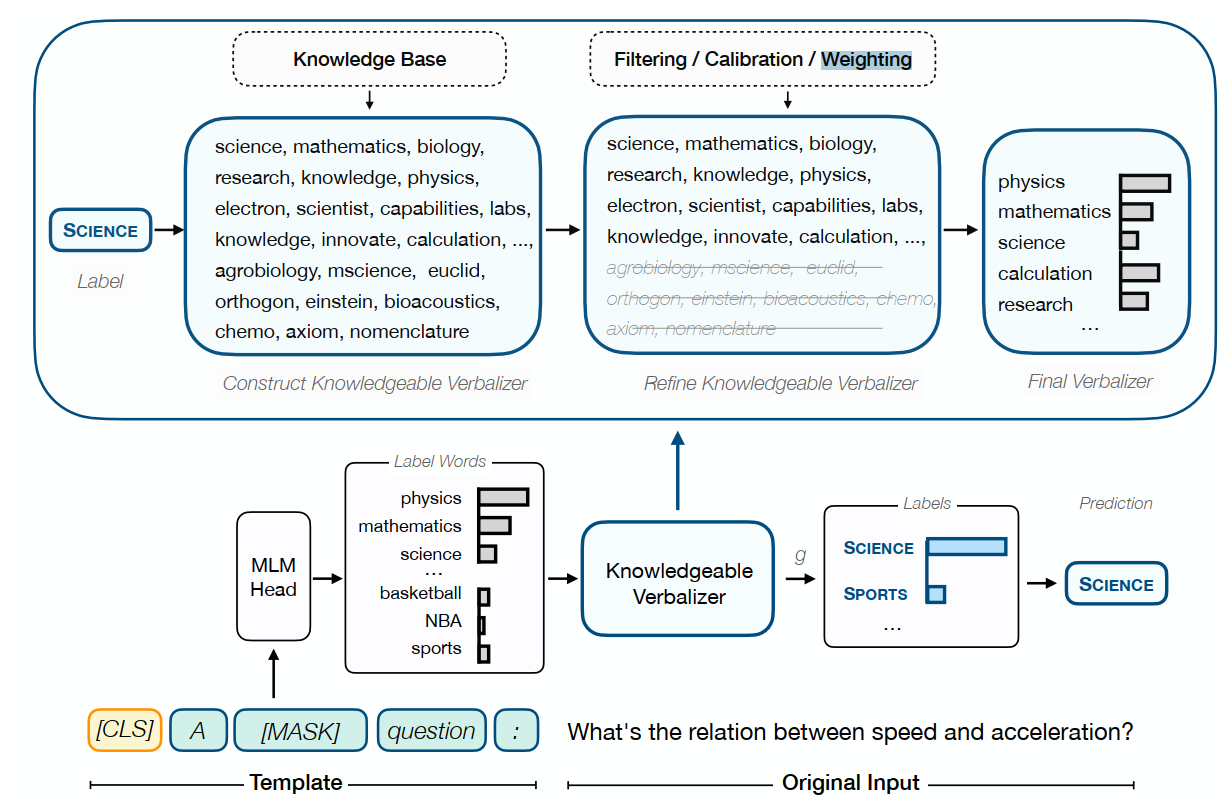 Knowledge Base
Filtering / Calibration / Weighting
SCIENCE
Label
science, mathematics, biology,
research, knowledge, physics,
electron, scientist, capabilities, labs,
knowledge, innovate, calculation, ...,
agrobiology, mscience, euclid,
orthogon, einstein, bioacoustics,
chemo, axiom, nomenclature
Construct Knowledgeable Verbalizer
science, mathematics, biology,
research, knowledge, physics,
electron, scientist, capabilities, labs,
knowledge, innovate, calculation, ...,
agrobiology, mscience, euclid,
orthogon, einstein, bioacoustics, chemo,
axiom, nomenclature
Refine Knowledgeable Verbalizer
physics
mathematics
science
calculation
research
...
Final Verbalizer
MLM
Head
Label Words
physics
mathematics
science
...
basketball
NBA
sports
Knowledgeable
Verbalizer
g
Labels
SCIENCE
SPORTS
...
Prediction
SCIENCE
[CLS] A [MASK] question : What's the relation between speed and acceleration?
Template
Original Input